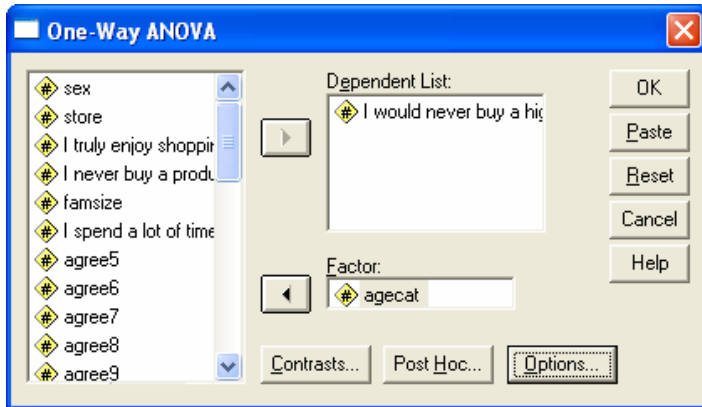 One-Way ANOVA
sex
store
I truly enjoy shoppin
I never buy a produ
famsize
I spend a lot of time
agree5
agree6
agree7
agree8
agree9
Dependent List:
I would never buy a hig
Factor:
agecat
Contrasts...
Post Hoc...
Options...
OK
Paste
Reset
Cancel
Help